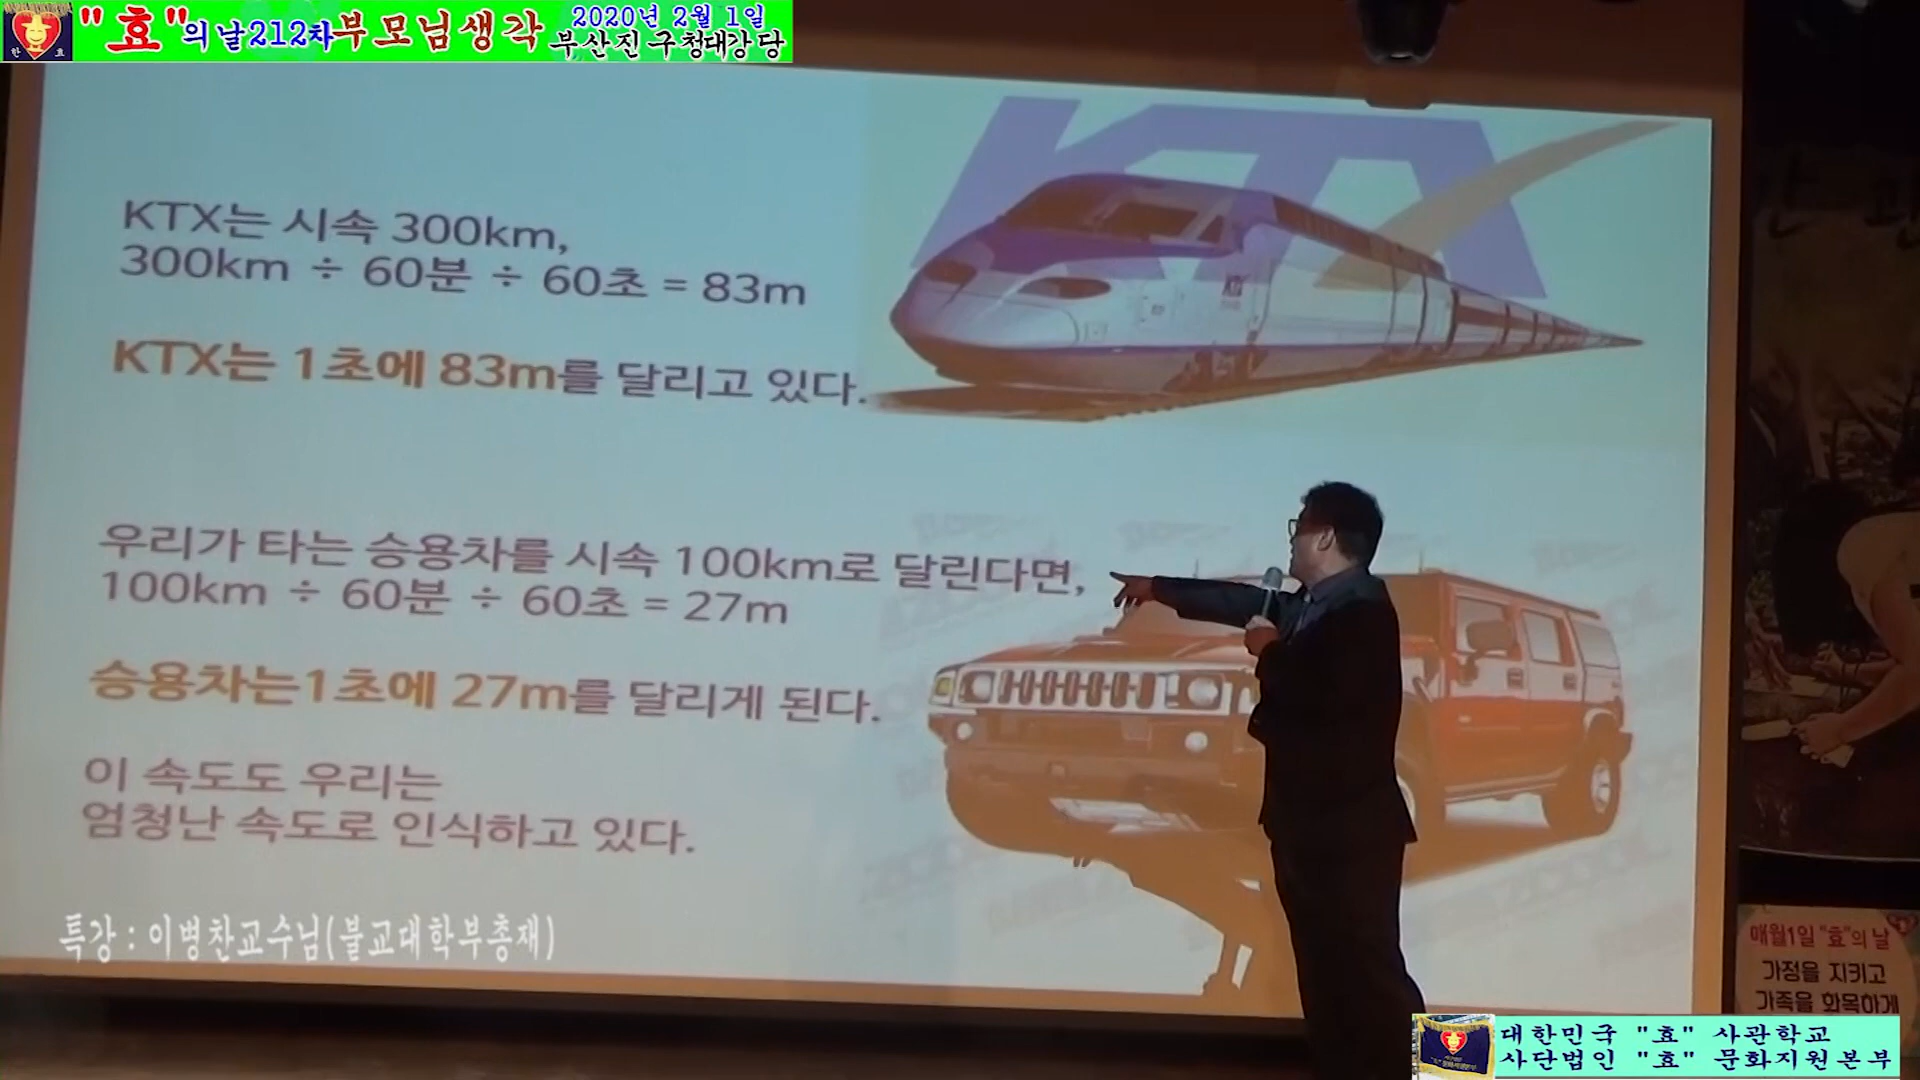 "효"의날212차부모님생각
2020년 2월 1일
부산진구청대강당
한 효
KTX
KTX는 시속 300km,
300km ÷ 60분 ÷ 60초 = 83m
KTX는 1초에 83m를 달리고 있다.
우리가 타는 승용차를 시속 100km로 달린다면,
100km ÷ 60분 ÷ 60초 = 27m
승용차는1초에 27m를 달리게 된다.
이 속도도 우리는
엄청난 속도로 인식하고 있다.
특강 : 이병찬교수님(불교대학부총재)
매월1일 "효"의 날
가정을 지키고
가족을 화목하게
대한민국 "효" 사관학교
사단법인 "효" 문화지원본부